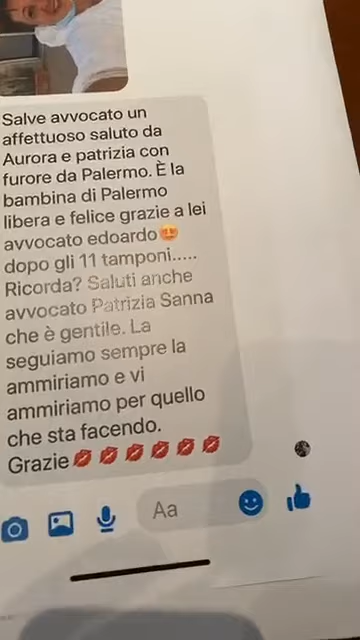 Salve avvocato un
affettuoso saluto da
Aurora e patrizia con
furore da Palermo. È la
bambina di Palermo
libera e felice grazie a lei
avvocato edoardo🤩
dopo gli 11 tamponi.....
Ricorda? Saluti anche
avvocato Patrizia Sanna
che è gentile. La
seguiamo sempre la
ammiriamo e vi
ammiriamo per quello
che sta facendo.
Grazie💋💋💋💋💋💋
Aa